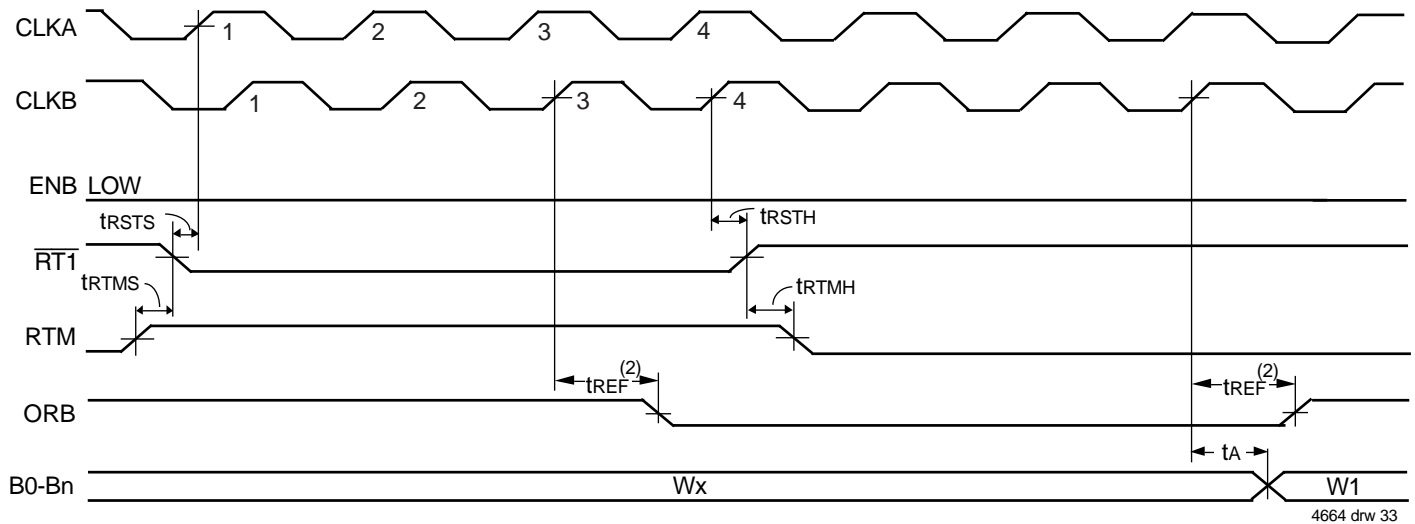 CLKA 1 2 3 4
CLKB 1 2 3 4
ENB LOW
tRSTS tRSTH
RT1
tRTMS tRTMH
RTM
tREF(2) tREF(2)
ORB
tA
B0-Bn Wx W1
4664 drw 33